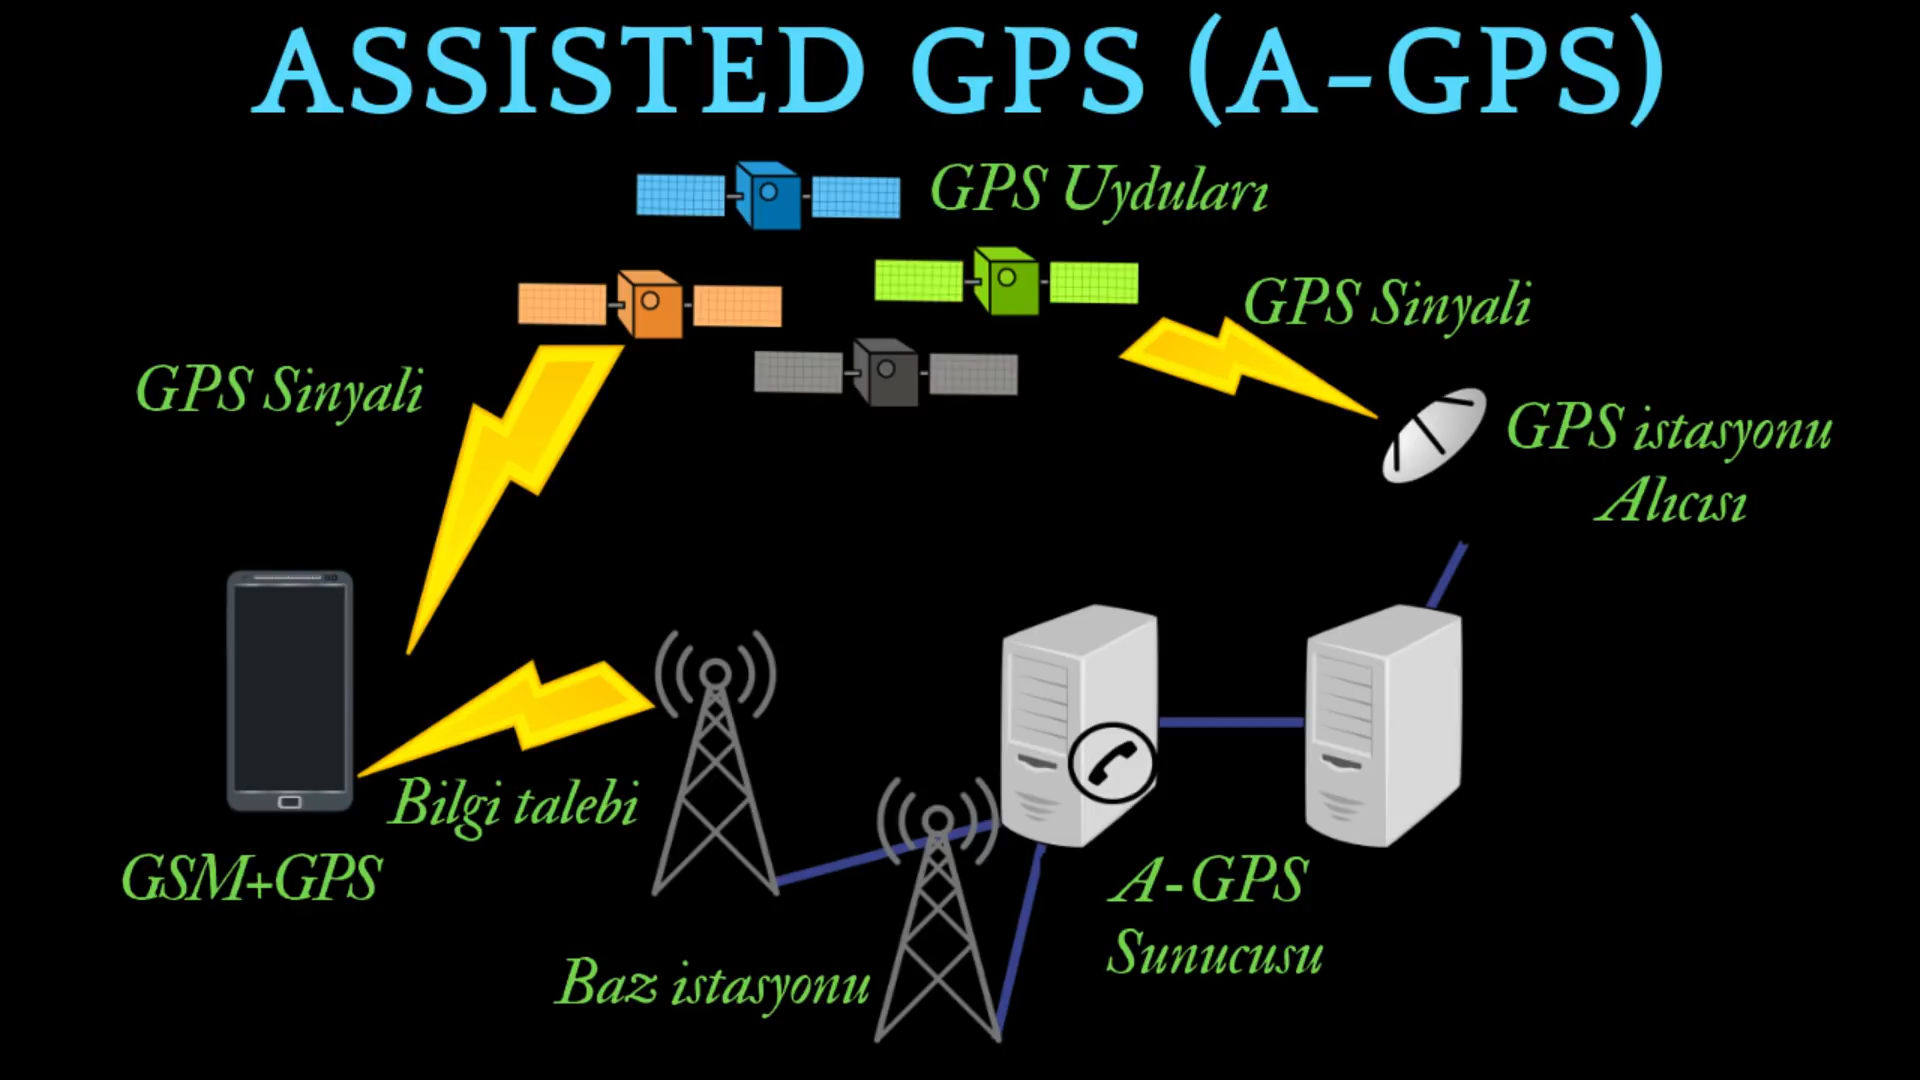 ASSISTED GPS (A-GPS)
GPS Uyduları
GPS Sinyali
GPS Sinyali
GPS istasyonu
Alıcısı
Bilgi talebi
GSM+GPS
A-GPS
Sunucusu
Baz istasyonu